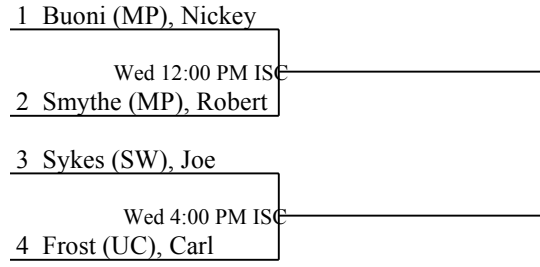 1 Buoni (MP), Nickey
Wed 12:00 PM ISC
2 Smythe (MP), Robert
3 Sykes (SW), Joe
Wed 4:00 PM ISC
4 Frost (UC), Carl